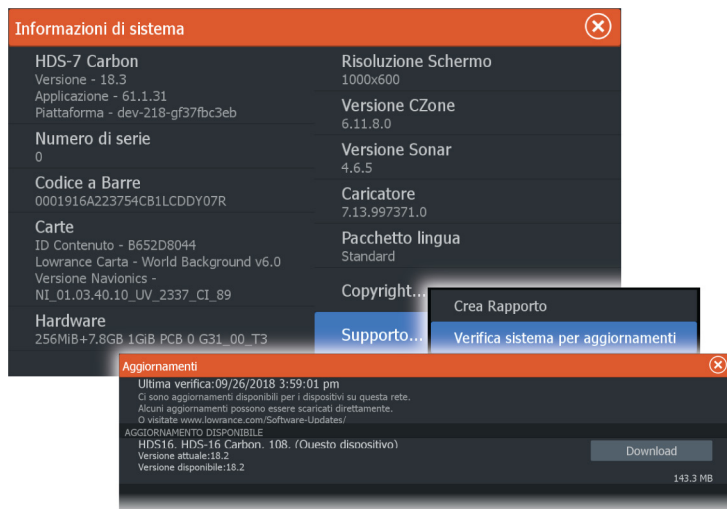 Informazioni di sistema
HDS-7 Carbon
Versione - 18.3
Applicazione - 61.1.31
Piattaforma - dev-218-gf37fbc3eb
Numero di serie
0
Codice a Barre
0001916A223754CB1LCDDY07R
Carte
ID Contenuto - B652D8044
Lowrance Carta - World Background v6.0
Versione Navionics -
NI_01.03.40.10_UV_2337_CI_89
Hardware
256MiB+7.8GB 1GiB PCB 0 G31_00_T3
Risoluzione Schermo
1000x600
Versione CZone
6.11.8.0
Versione Sonar
4.6.5
Caricatore
7.13.997371.0
Pacchetto lingua
Standard
Copyright...
Supporto...
Crea Rapporto
Verifica sistema per aggiornamenti
Aggiornamenti
Ultima verifica:09/26/2018 3:59:01 pm
Ci sono aggiornamenti disponibili per i dispositivi su questa rete.
Alcuni aggiornamenti possono essere scaricati direttamente.
O visitate www.lowrance.com/Software-Updates/
AGGIORNAMENTO DISPONIBILE
HDS16, HDS-16 Carbon, 108, (Questo dispositivo)
Versione attuale:18.2
Versione disponibile:18.2
Download
143.3 MB